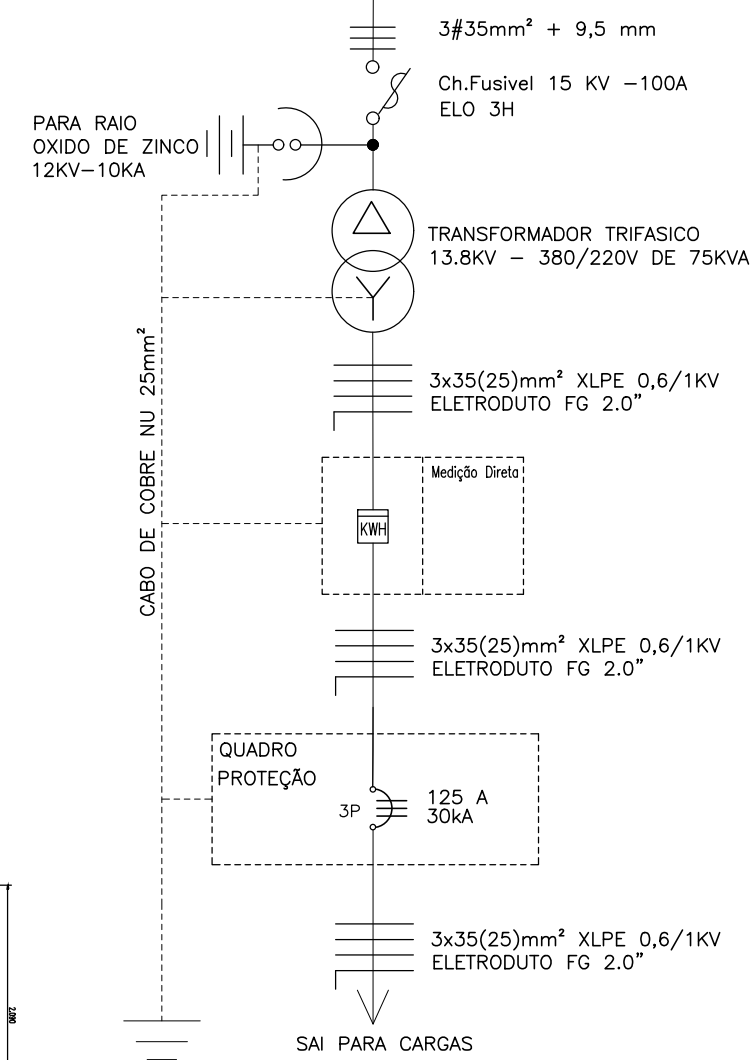 3#35mm² + 9,5 mm
Ch.Fusivel 15 KV -100A
ELO 3H
PARA RAIO
OXIDO DE ZINCO
12KV-10KA
TRANSFORMADOR TRIFASICO
13.8KV - 380/220V DE 75KVA
CABO DE COBRE NU 25mm²
3x35(25)mm² XLPE 0,6/1KV
ELETRODUTO FG 2.0"
Medição Direta
KWH
3x35(25)mm² XLPE 0,6/1KV
ELETRODUTO FG 2.0"
QUADRO
PROTEÇÃO
3P
125 A
30kA
3x35(25)mm² XLPE 0,6/1KV
ELETRODUTO FG 2.0"
SAI PARA CARGAS